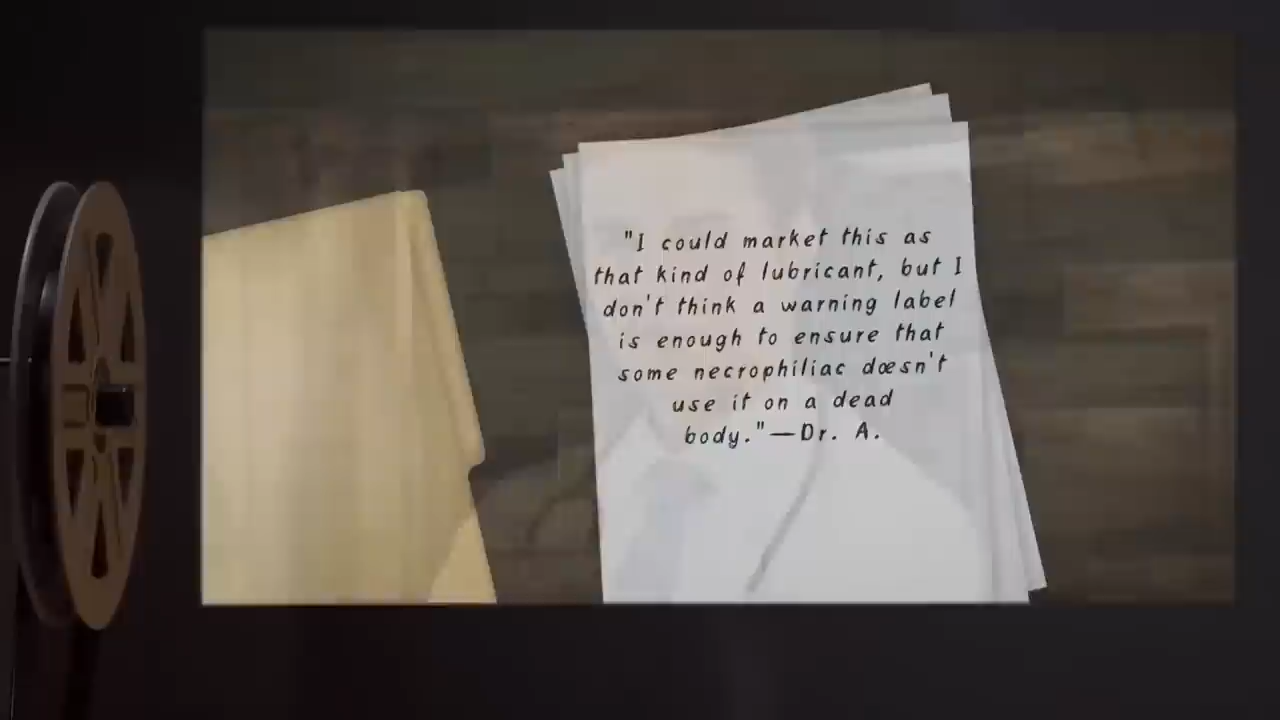 "I could market this as
that kind of lubricant, but I
don't think a warning label
is enough to ensure that
some necrophiliac doesn't
use it on a dead
body."—Dr. A.